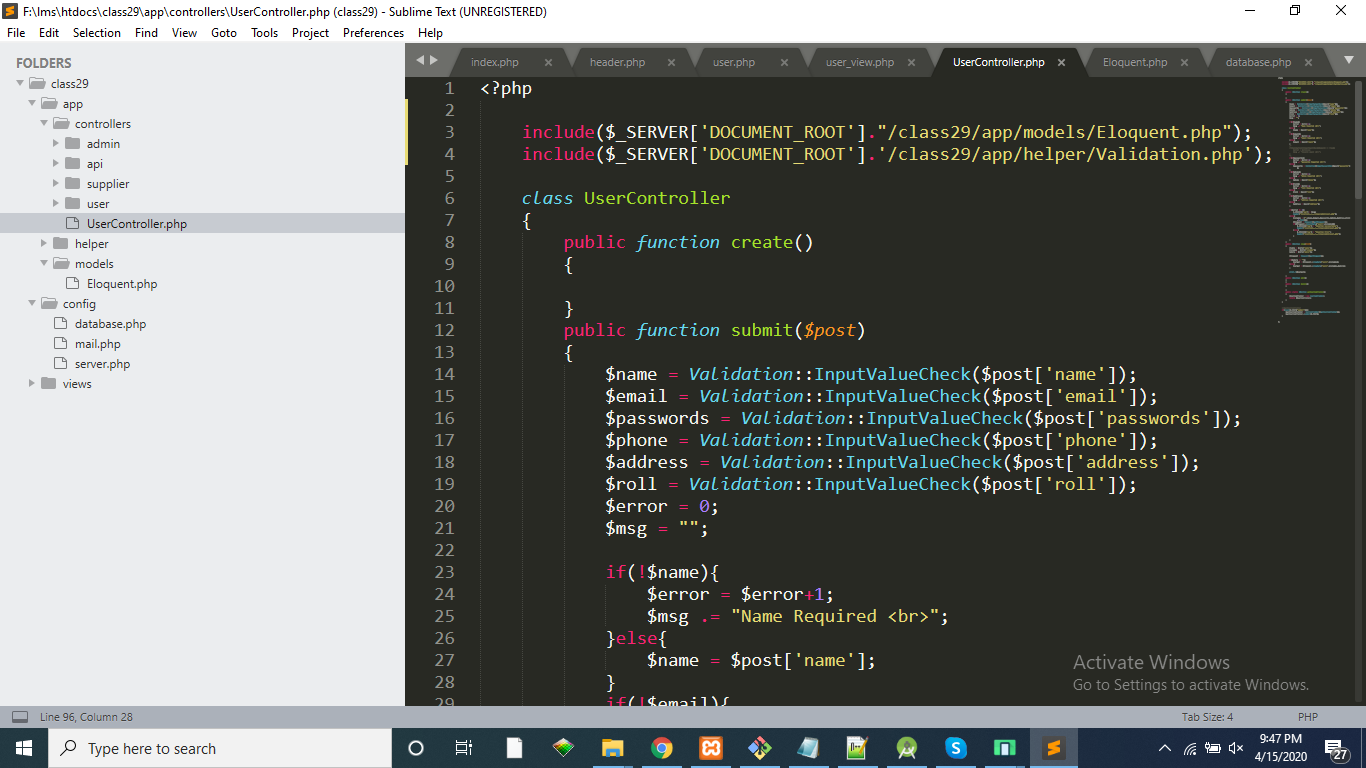 F:\lms\htdocs\class29\app\controllers\UserController.php (class29) - Sublime Text (UNREGISTERED)
File Edit Selection Find View Goto Tools Project Preferences Help
FOLDERS
class29
app
controllers
admin
api
supplier
user
UserController.php
helper
models
Eloquent.php
config
database.php
mail.php
server.php
views
index.php header.php user.php user_view.php UserController.php Eloquent.php database.php
1 <?php
2
3 include($_SERVER['DOCUMENT_ROOT']."/class29/app/models/Eloquent.php");
4 include($_SERVER['DOCUMENT_ROOT'].'/class29/app/helper/Validation.php');
5
6 class UserController
7 {
8 public function create()
9 {
10
11 }
12 public function submit($post)
13 {
14 $name = Validation::InputValueCheck($post['name']);
15 $email = Validation::InputValueCheck($post['email']);
16 $passwords = Validation::InputValueCheck($post['passwords']);
17 $phone = Validation::InputValueCheck($post['phone']);
18 $address = Validation::InputValueCheck($post['address']);
19 $roll = Validation::InputValueCheck($post['roll']);
20 $error = 0;
21 $msg = "";
22
23 if(!$name){
24 $error = $error+1;
25 $msg .= "Name Required <br>";
26 }else{
27 $name = $post['name'];
28 }
29 if(!$email){
Activate Windows
Go to Settings to activate Windows.
Line 96, Column 28 Tab Size: 4 PHP
Type here to search
9:47 PM
4/15/2020
27